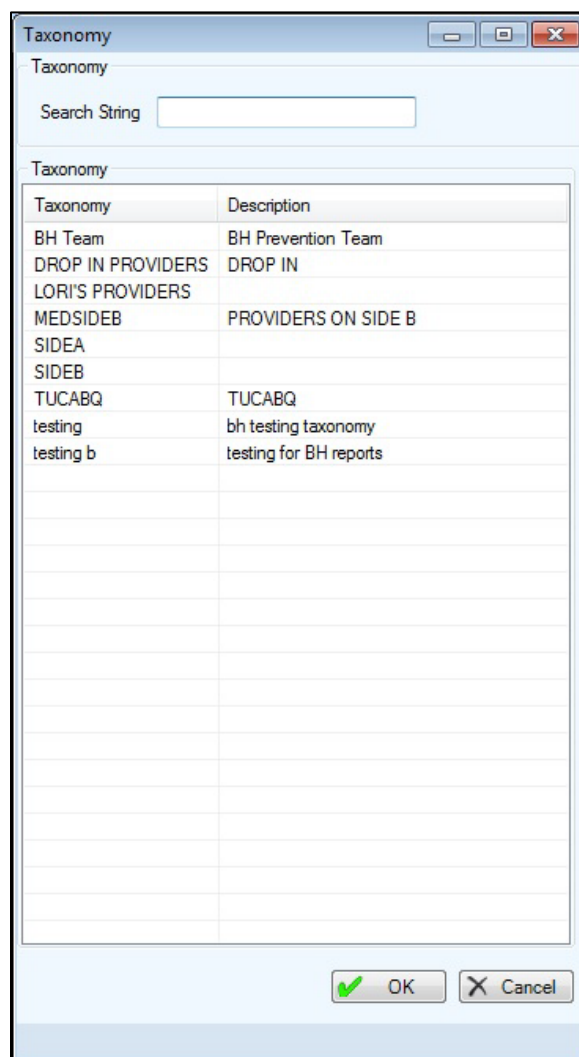 Taxonomy
Taxonomy
Search String
Taxonomy
Taxonomy Description
BH Team BH Prevention Team
DROP IN PROVIDERS DROP IN
LORI'S PROVIDERS
MEDSIDEB PROVIDERS ON SIDE B
SIDEA
SIDEB
TUCABQ TUCABQ
testing bh testing taxonomy
testing b testing for BH reports
OK Cancel